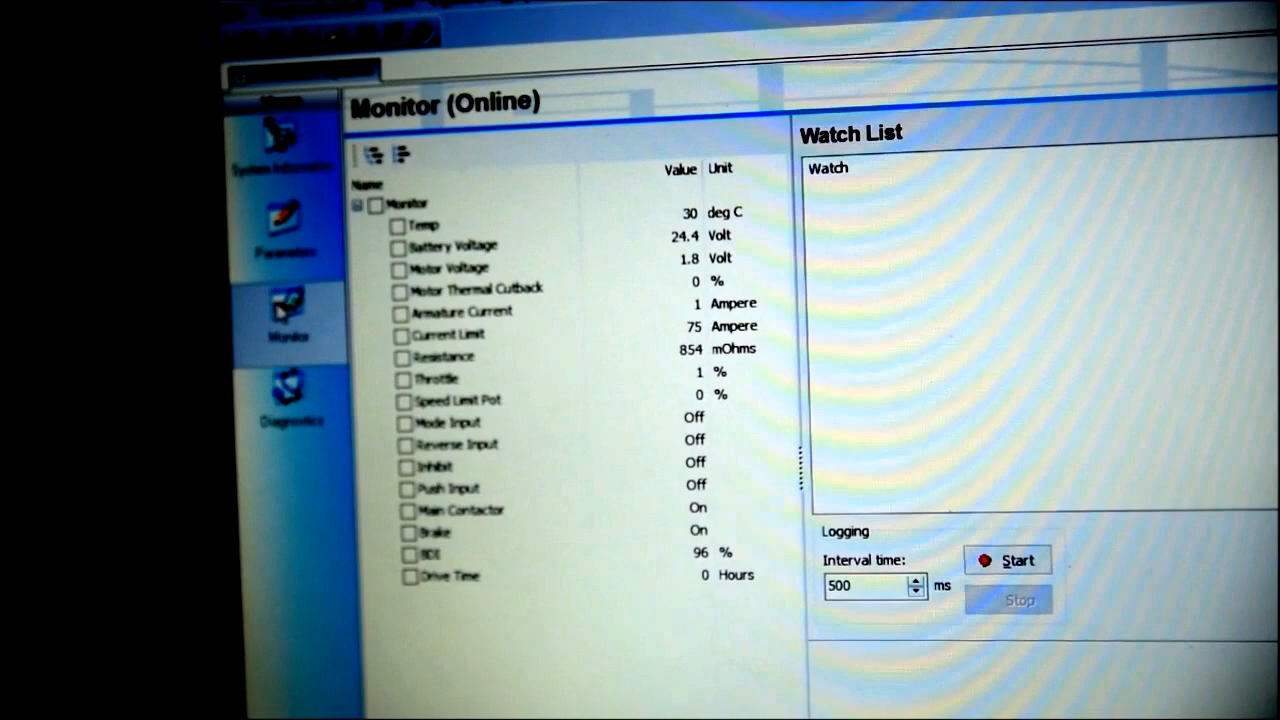 Monitor (Online)
System Information
Parameters
Monitor
Diagnostics
Name Value Unit
Monitor
Temp 30 deg C
Battery Voltage 24.4 Volt
Motor Voltage 1.8 Volt
Motor Thermal Cutback 0 %
Armature Current 1 Ampere
Current Limit 75 Ampere
Resistance 854 mOhms
Throttle 1 %
Speed Limit Pot 0 %
Mode Input Off
Reverse Input Off
Inhibit Off
Push Input Off
Main Contactor On
Brake On
BDI 96 %
Drive Time 0 Hours
Watch List
Watch
Logging
Interval time:
500 ms
Start
Stop